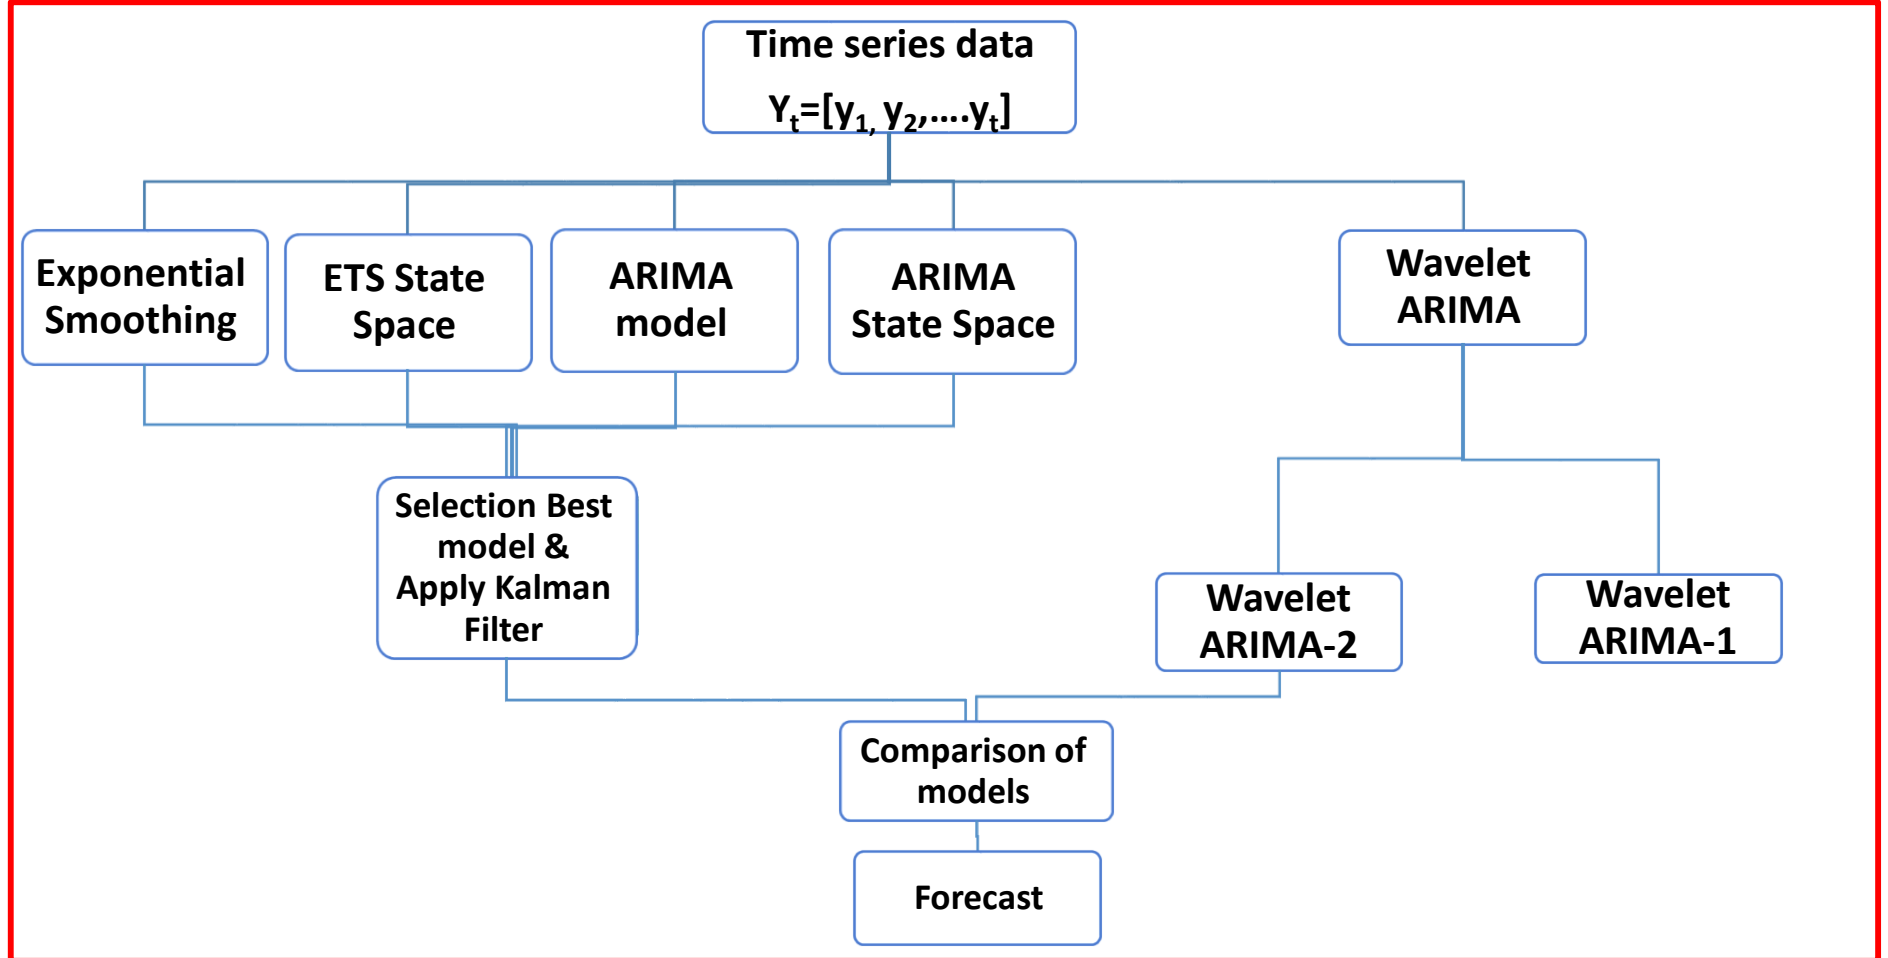 Time series data
Yt=[y1, y2,....yt]
Exponential
Smoothing
ETS State
Space
ARIMA
model
ARIMA
State Space
Wavelet
ARIMA
Selection Best
model &
Apply Kalman
Filter
Wavelet
ARIMA-2
Wavelet
ARIMA-1
Comparison of
models
Forecast